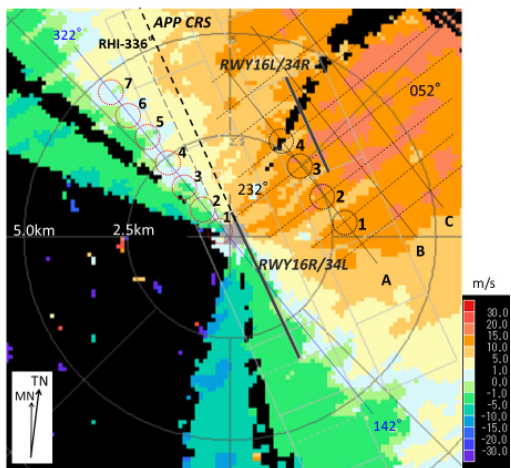 322°
APP CRS
RHI-336°
RWY16L/34R
7
052°
6
5
4
4
3
3
232°
2
2
1
1
C
5.0km
2.5km
B
RWY16R/34L
A
m/s
30.0
20.0
15.0
10.0
5.0
1.0
-1.0
-5.0
-10.0
-15.0
-20.0
-30.0
TN
MN
142°